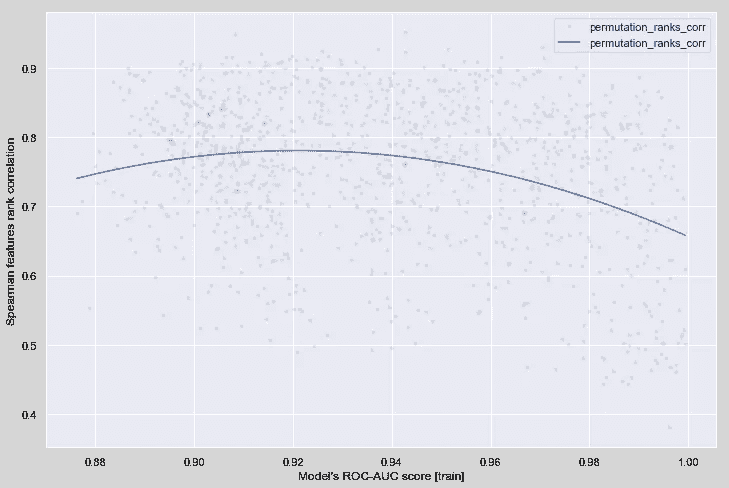 permutation_ranks_corr
permutation_ranks_corr
Spearman features rank correlation
0.9
0.8
0.7
0.6
0.5
0.4
0.88 0.90 0.92 0.94 0.96 0.98 1.00
Model's ROC-AUC score [train]